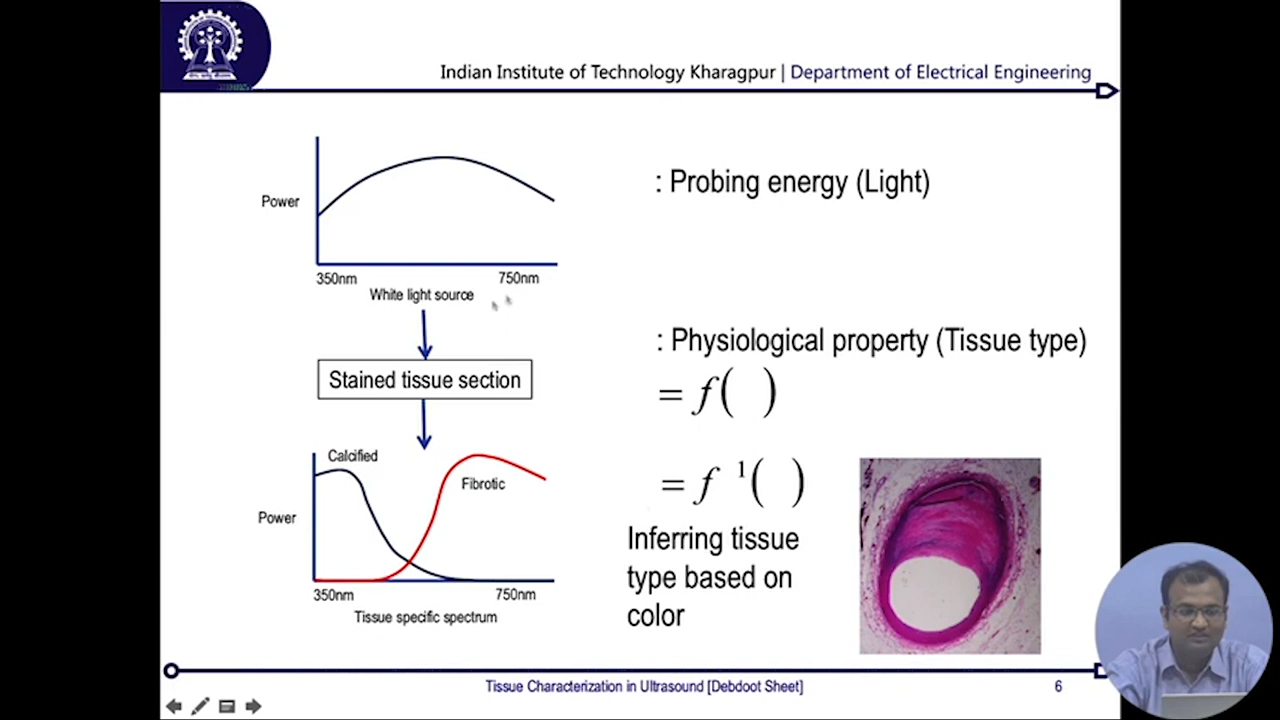 Indian Institute of Technology Kharagpur | Department of Electrical Engineering
Power
350nm
750nm
White light source
Stained tissue section
Calcified
Fibrotic
Power
350nm
750nm
Tissue specific spectrum
: Probing energy (Light)
: Physiological property (Tissue type)
= f( )
= f 1( )
Inferring tissue
type based on
color
Tissue Characterization in Ultrasound [Debdoot Sheet]
6